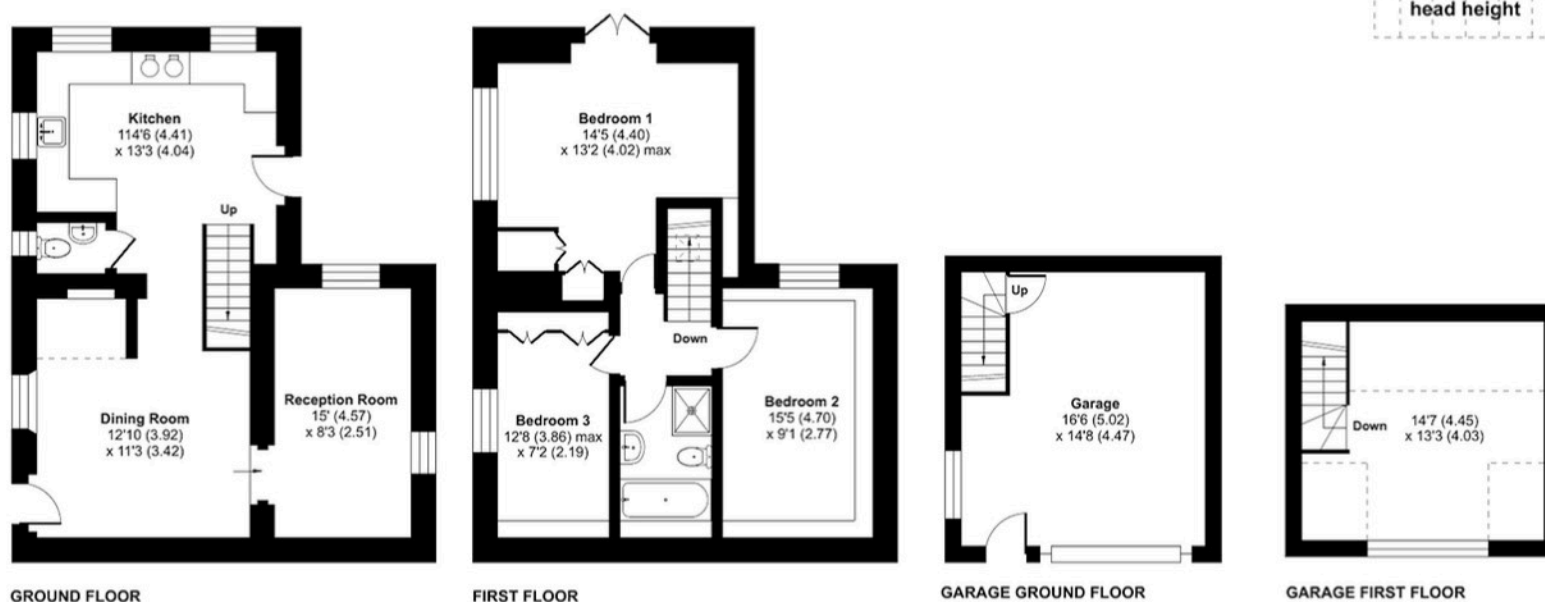 head height
Kitchen
114'6 (4.41)
x 13'3 (4.04)
Up
Dining Room
12'10 (3.92)
x 11'3 (3.42)
Reception Room
15' (4.57)
x 8'3 (2.51)
GROUND FLOOR
Bedroom 1
14'5 (4.40)
x 13'2 (4.02) max
Down
Bedroom 3
12'8 (3.86) max
x 7'2 (2.19)
Bedroom 2
15'5 (4.70)
x 9'1 (2.77)
FIRST FLOOR
Up
Garage
16'6 (5.02)
x 14'8 (4.47)
GARAGE GROUND FLOOR
Down
14'7 (4.45)
x 13'3 (4.03)
GARAGE FIRST FLOOR